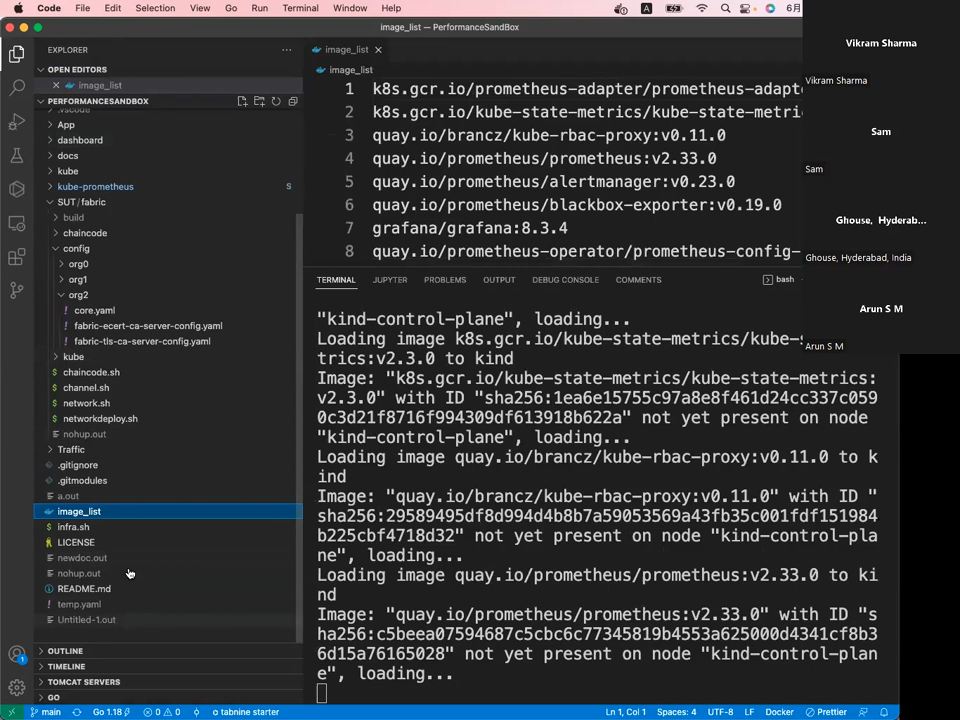 Code File Edit Selection View Go Run Terminal Window Help A 6月
image_list — PerformanceSandBox
EXPLORER
OPEN EDITORS
image_list
PERFORMANCESANDBOX
.vscode
App
dashboard
docs
kube
kube-prometheus S
SUT/fabric
build
chaincode
config
org0
org1
org2
core.yaml
fabric-ecert-ca-server-config.yaml
fabric-tls-ca-server-config.yaml
kube
chaincode.sh
channel.sh
network.sh
networkdeploy.sh
nohup.out
Traffic
.gitignore
.gitmodules
a.out
image_list
infra.sh
LICENSE
newdoc.out
nohup.out
README.md
temp.yaml
Untitled-1.out
OUTLINE
TIMELINE
TOMCAT SERVERS
GO
image_list
image_list
1 k8s.gcr.io/prometheus-adapter/prometheus-adapte
2 k8s.gcr.io/kube-state-metrics/kube-state-metri
3 quay.io/brancz/kube-rbac-proxy:v0.11.0
4 quay.io/prometheus/prometheus:v2.33.0
5 quay.io/prometheus/alertmanager:v0.23.0
6 quay.io/prometheus/blackbox-exporter:v0.19.0
7 grafana/grafana:8.3.4
8 quay.io/prometheus-operator/prometheus-config-
TERMINAL JUPYTER PROBLEMS OUTPUT DEBUG CONSOLE COMMENTS bash
"kind-control-plane", loading...
Loading image k8s.gcr.io/kube-state-metrics/kube-state-me
trics:v2.3.0 to kind
Image: "k8s.gcr.io/kube-state-metrics/kube-state-metrics:
v2.3.0" with ID "sha256:1ea6e15755c97a8e8f461d24cc337c059
0c3d21f8716f994309df613918b622a" not yet present on node
"kind-control-plane", loading...
Loading image quay.io/brancz/kube-rbac-proxy:v0.11.0 to k
ind
Image: "quay.io/brancz/kube-rbac-proxy:v0.11.0" with ID "
sha256:29589495df8d994d4b8b7a59053569a43fb35c001fdf151984
b225cbf4718d32" not yet present on node "kind-control-pla
ne", loading...
Loading image quay.io/prometheus/prometheus:v2.33.0 to ki
nd
Image: "quay.io/prometheus/prometheus:v2.33.0" with ID "s
ha256:c5beea07594687c5cbc6c77345819b4553a625000d4341cf8b3
6d15a76165028" not yet present on node "kind-control-plan
e", loading...
Vikram Sharma
Vikram Sharma
Sam
Sam
Ghouse, Hyderab...
Ghouse, Hyderabad, India
Arun S M
Arun S M
1
main Go 1.18 0 0 tabnine starter Ln 1, Col 1 Spaces: 4 UTF-8 LF Docker Prettier